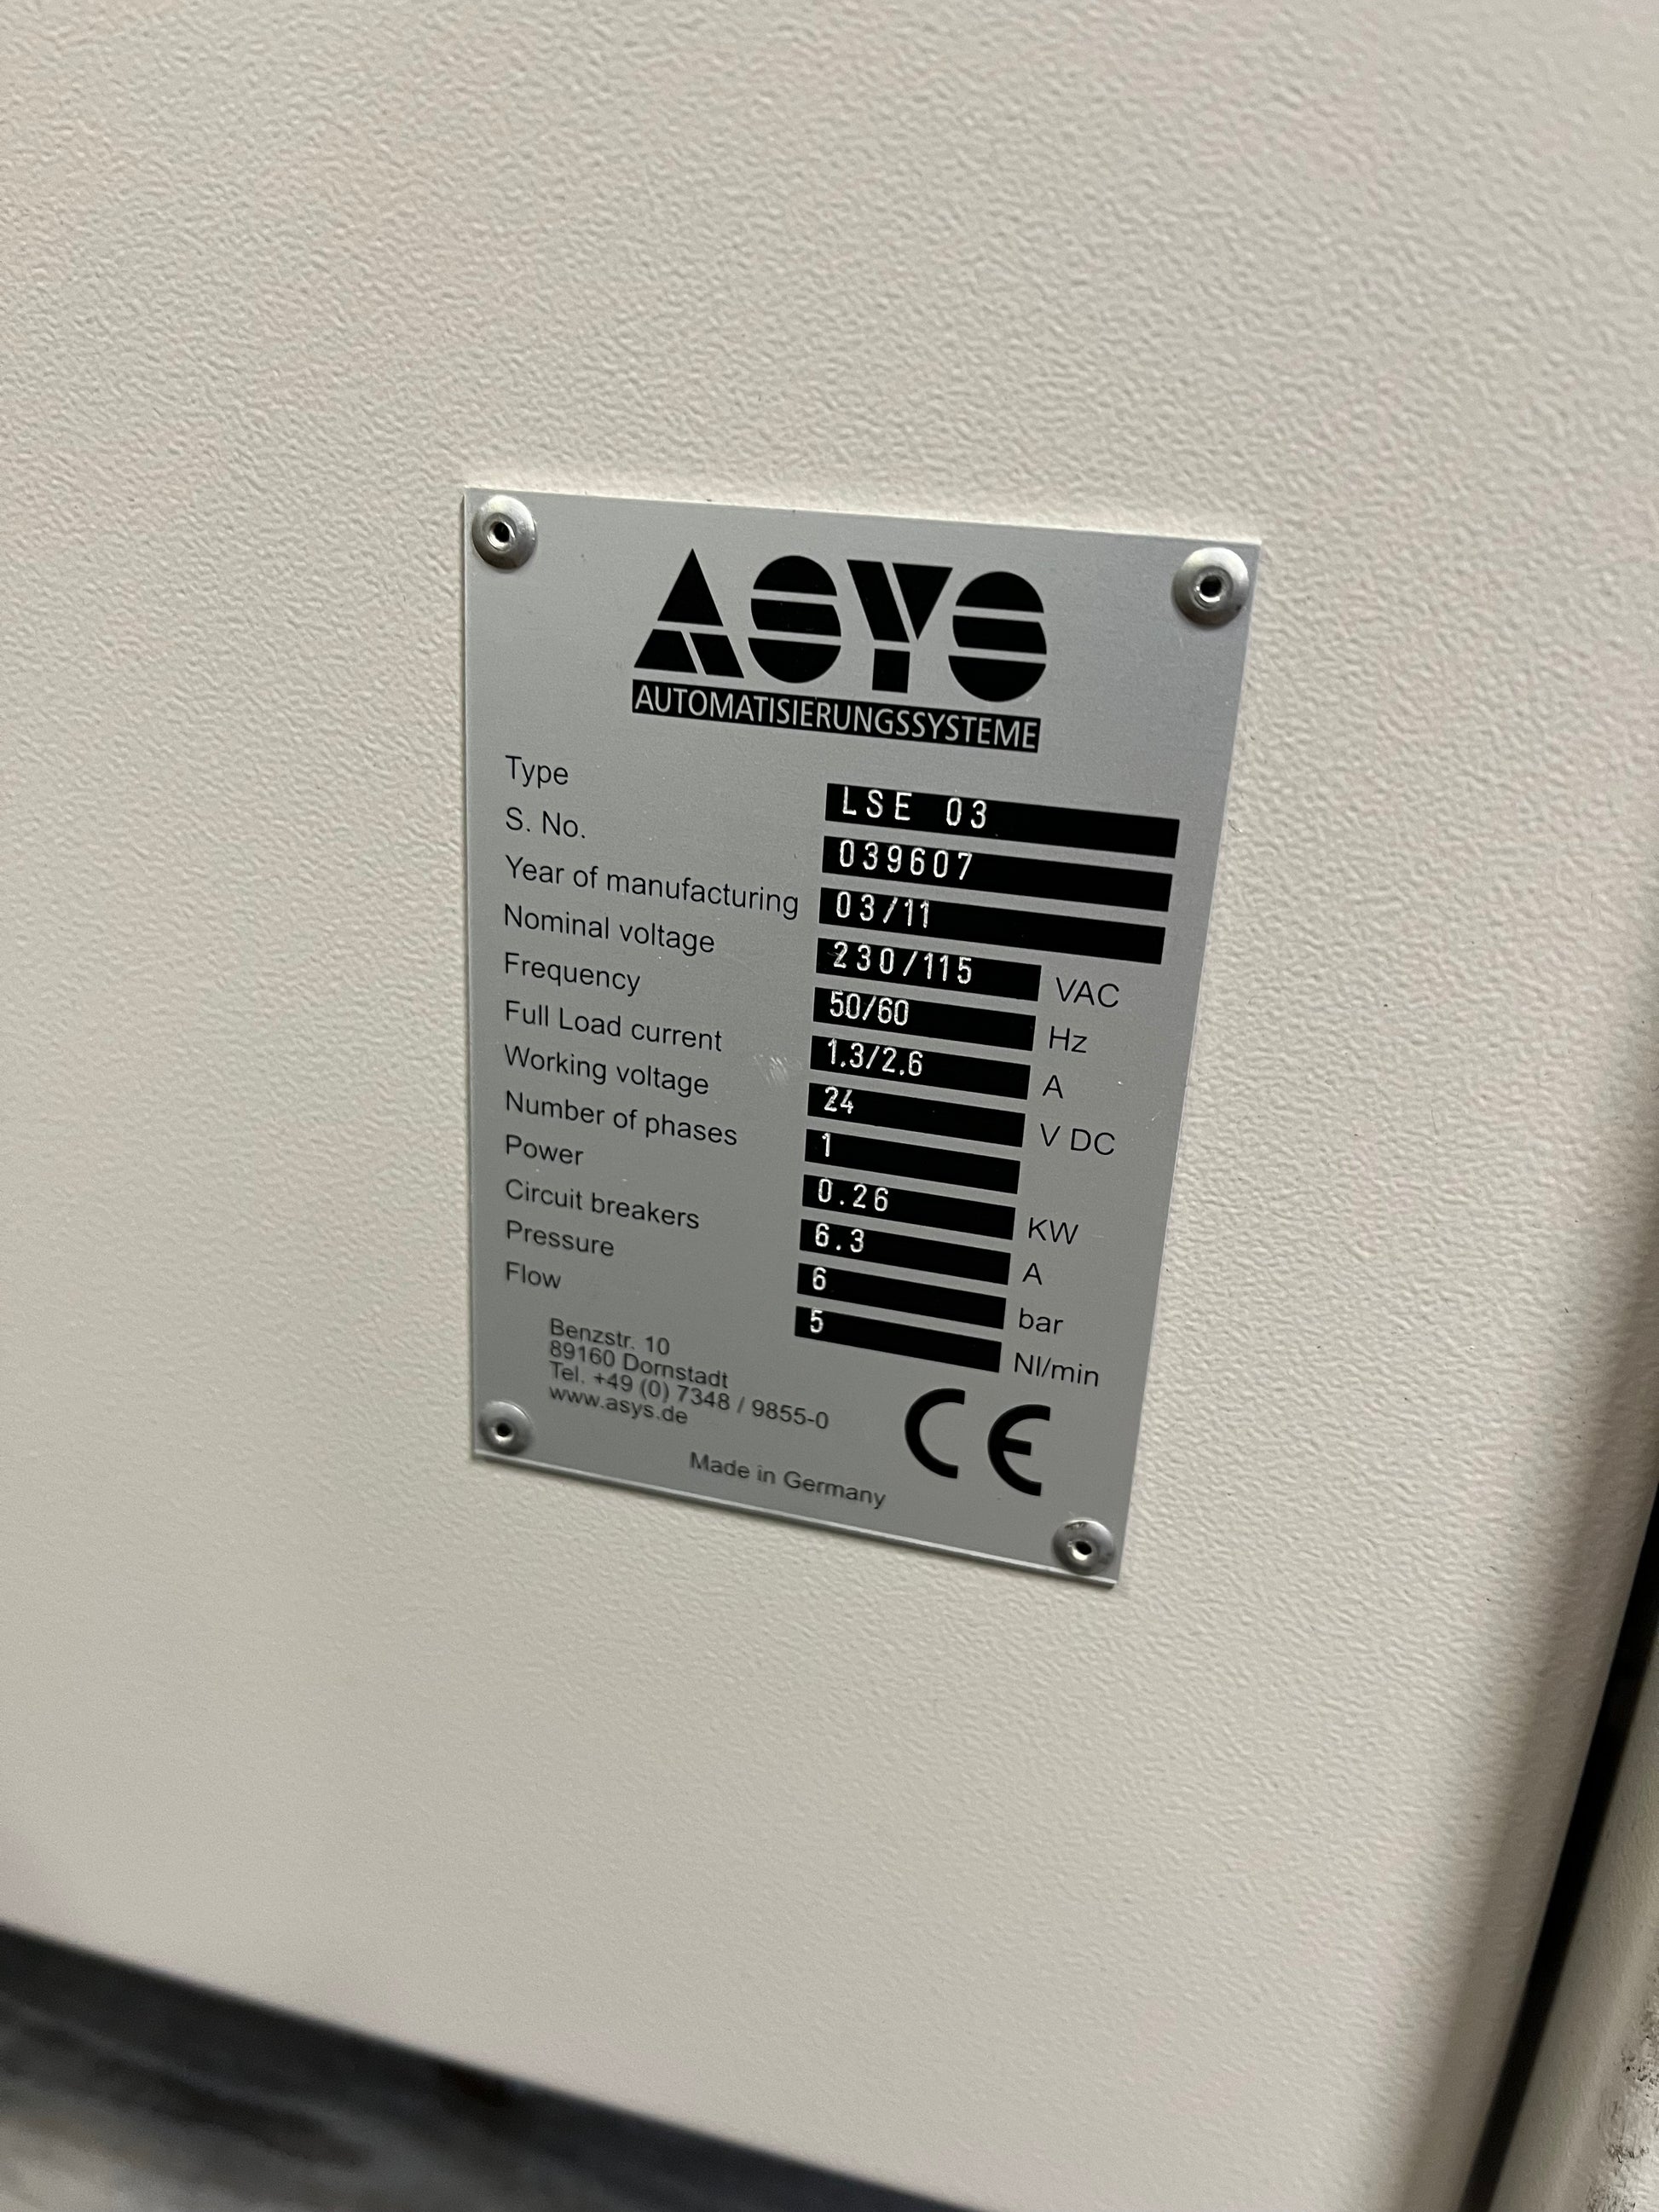 ASYS
AUTOMATISIERUNGSSYSTEME
Type LSE 03
S. No. 039607
Year of manufacturing 03/11
Nominal voltage 230/115 VAC
Frequency 50/60 Hz
Full Load current 1.3/2.6 A
Working voltage 24 V DC
Number of phases 1
Power 0.26 KW
Circuit breakers 6.3 A
Pressure 6 bar
Flow 5 Nl/min
Benzstr. 10
89160 Dornstadt
Tel. +49 (0) 7348 / 9855-0
www.asys.de
CE
Made in Germany